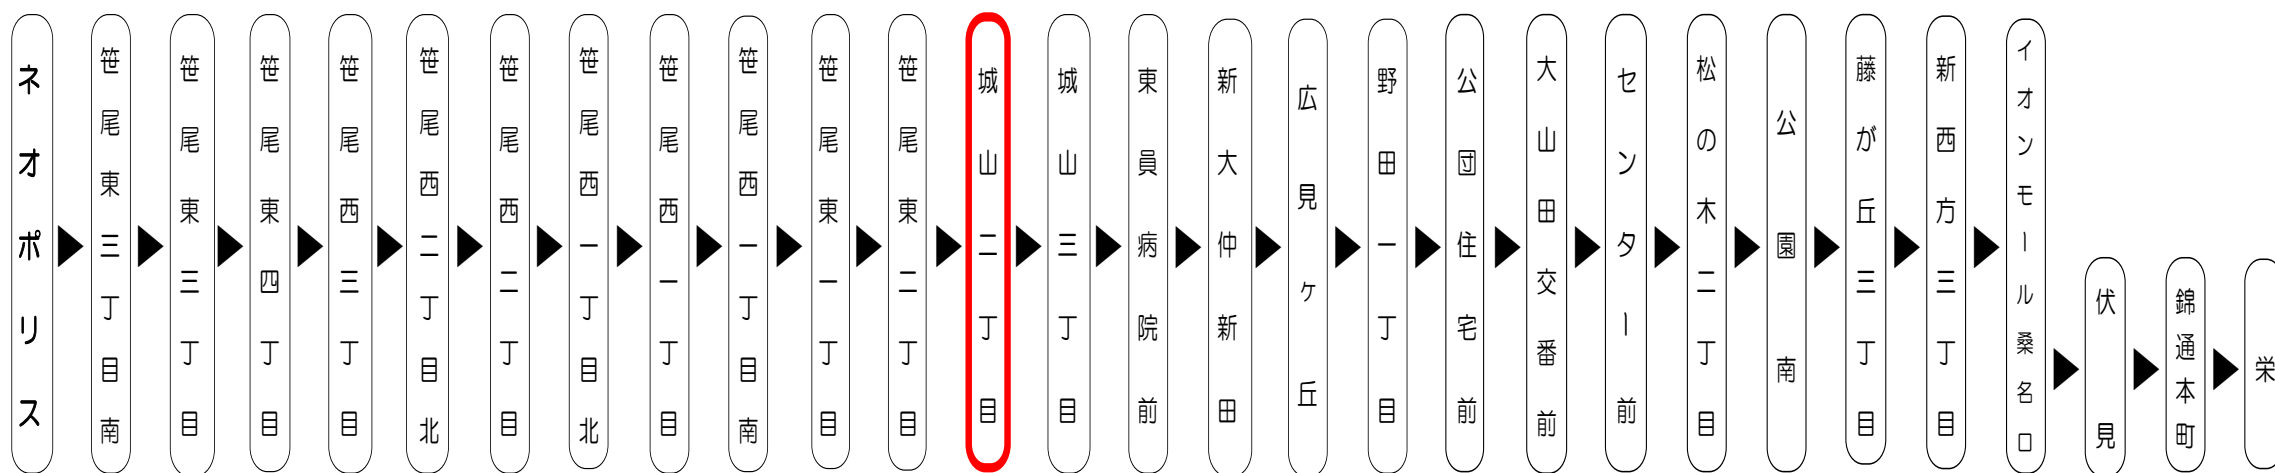 ネオポリス
笹尾東三丁目南
笹尾東三丁目
笹尾東四丁目
笹尾西三丁目
笹尾西二丁目北
笹尾西二丁目
笹尾西一丁目北
笹尾西一丁目
笹尾西一丁目南
笹尾東一丁目
笹尾東二丁目
城山二丁目
城山三丁目
東員病院前
新大仲新田
広見ヶ丘
野田一丁目
公団住宅前
大山田交番前
センター前
松の木二丁目
公園南
藤が丘三丁目
新西方三丁目
イオンモール桑名口
伏見
錦通本町
栄